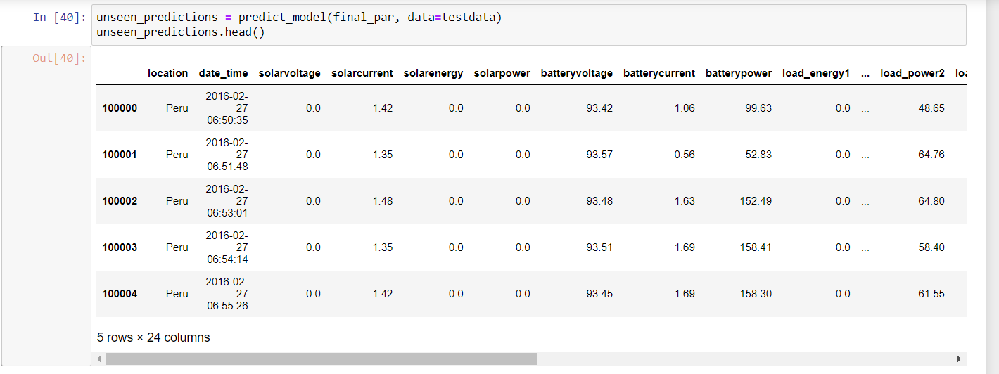 In [40]: unseen_predictions = predict_model(final_par, data=testdata)
unseen_predictions.head()
Out[40]:
location date_time solarvoltage solarcurrent solarenergy solarpower batteryvoltage batterycurrent batterypower load_energy1 ... load_power2
100000 Peru 2016-02-27 06:50:35 0.0 1.42 0.0 0.0 93.42 1.06 99.63 0.0 ... 48.65
100001 Peru 2016-02-27 06:51:48 0.0 1.35 0.0 0.0 93.57 0.56 52.83 0.0 ... 64.76
100002 Peru 2016-02-27 06:53:01 0.0 1.48 0.0 0.0 93.48 1.63 152.49 0.0 ... 64.80
100003 Peru 2016-02-27 06:54:14 0.0 1.35 0.0 0.0 93.51 1.69 158.41 0.0 ... 58.40
100004 Peru 2016-02-27 06:55:26 0.0 1.42 0.0 0.0 93.45 1.69 158.30 0.0 ... 61.55
5 rows × 24 columns